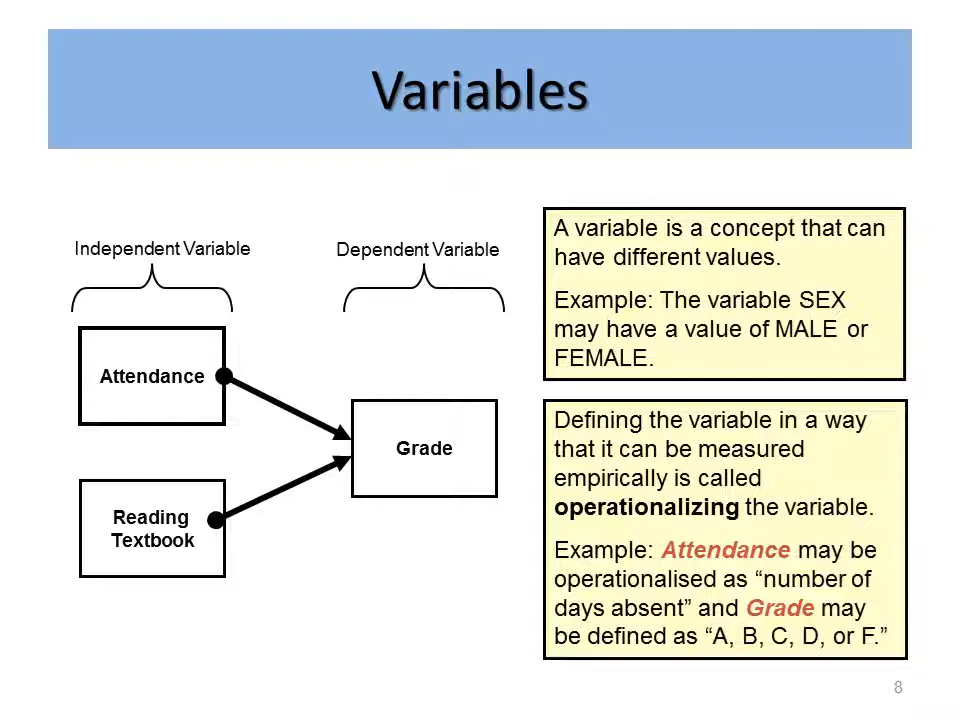 Variables
Independent Variable
Dependent Variable
Attendance
Reading
Textbook
Grade
A variable is a concept that can
have different values.
Example: The variable SEX
may have a value of MALE or
FEMALE.
Defining the variable in a way
that it can be measured
empirically is called
operationalizing the variable.
Example: Attendance may be
operationalised as “number of
days absent” and Grade may
be defined as “A, B, C, D, or F.”
8